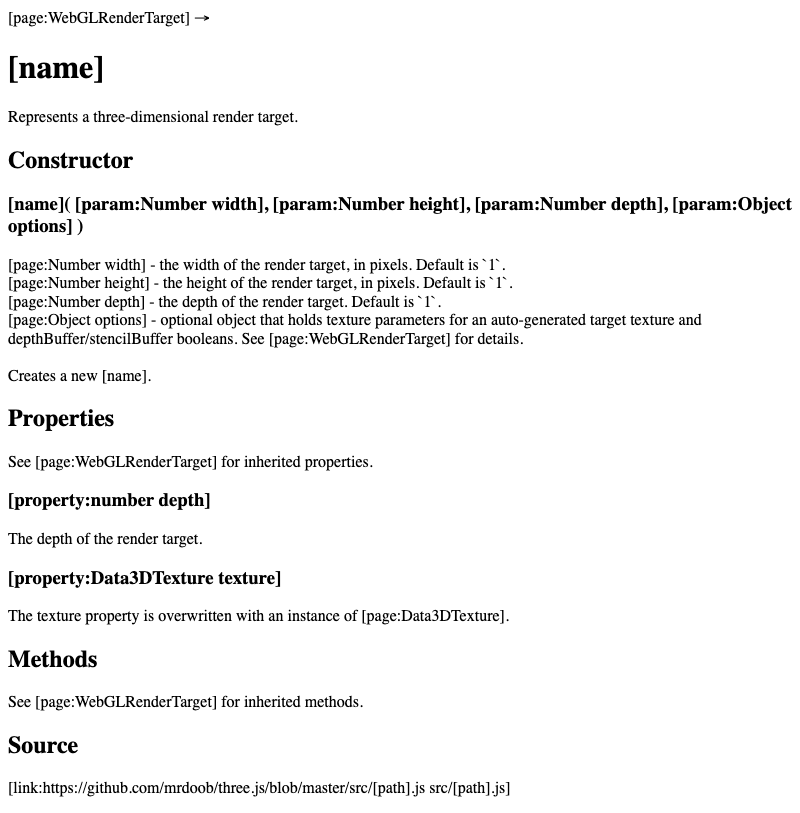 [page:WebGLRenderTarget] →
[name]
Represents a three-dimensional render target.
Constructor
[name]( [param:Number width], [param:Number height], [param:Number depth], [param:Object
options] )
[page:Number width] - the width of the render target, in pixels. Default is `1`.
[page:Number height] - the height of the render target, in pixels. Default is `1`.
[page:Number depth] - the depth of the render target. Default is `1`.
[page:Object options] - optional object that holds texture parameters for an auto-generated target texture and
depthBuffer/stencilBuffer booleans. See [page:WebGLRenderTarget] for details.
Creates a new [name].
Properties
See [page:WebGLRenderTarget] for inherited properties.
[property:number depth]
The depth of the render target.
[property:Data3DTexture texture]
The texture property is overwritten with an instance of [page:Data3DTexture].
Methods
See [page:WebGLRenderTarget] for inherited methods.
Source
[link:https://github.com/mrdoob/three.js/blob/master/src/[path].js src/[path].js]